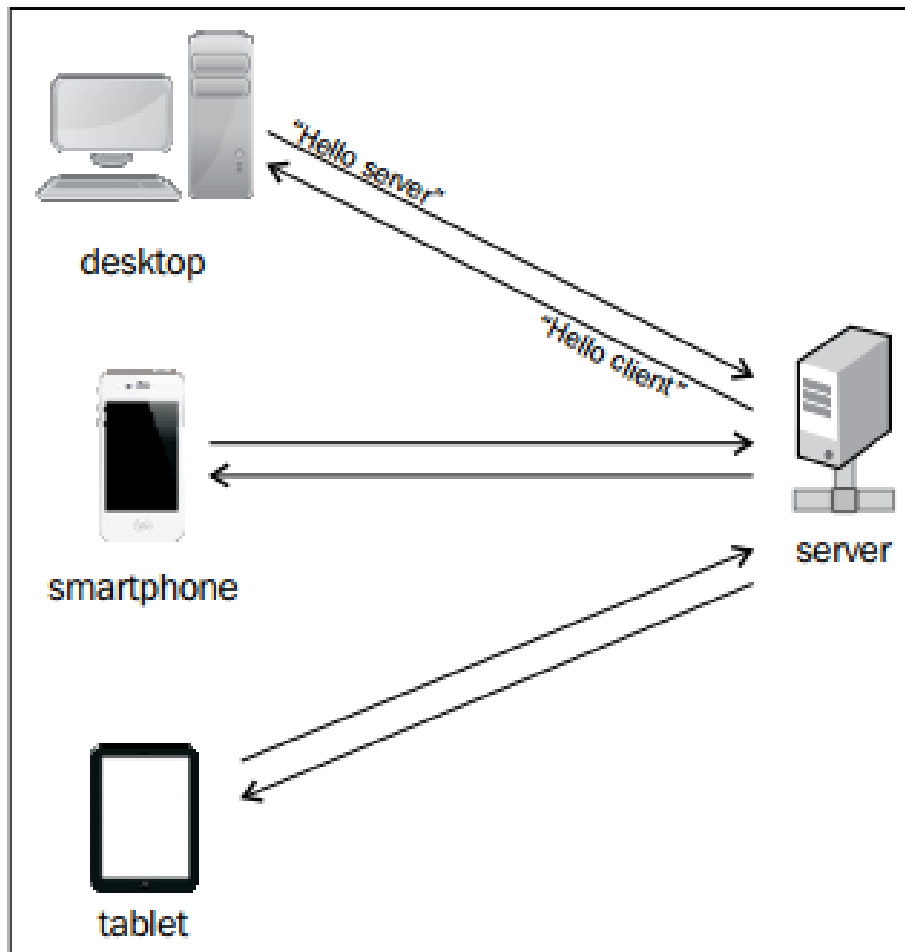 "Hello server"
desktop
"Hello client"
server
smartphone
tablet